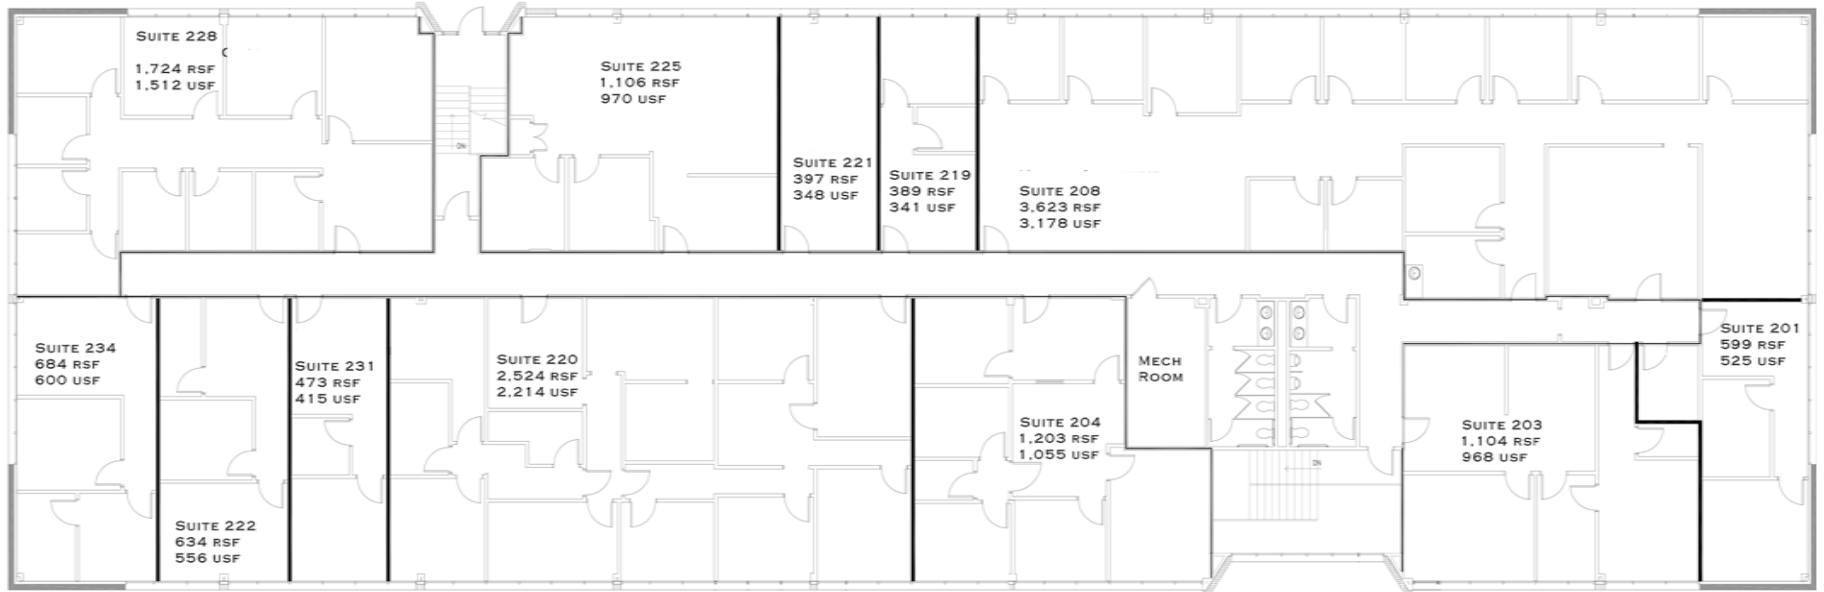 SUITE 228
1,724 RSF
1,512 USF
SUITE 225
1,106 RSF
970 USF
DN
SUITE 221
397 RSF
348 USF
SUITE 219
389 RSF
341 USF
SUITE 208
3,623 RSF
3,178 USF
SUITE 234
684 RSF
600 USF
SUITE 222
634 RSF
556 USF
SUITE 231
473 RSF
415 USF
SUITE 220
2,524 RSF
2,214 USF
SUITE 204
1,203 RSF
1,055 USF
MECH
ROOM
DN
SUITE 203
1,104 RSF
968 USF
SUITE 201
599 RSF
525 USF